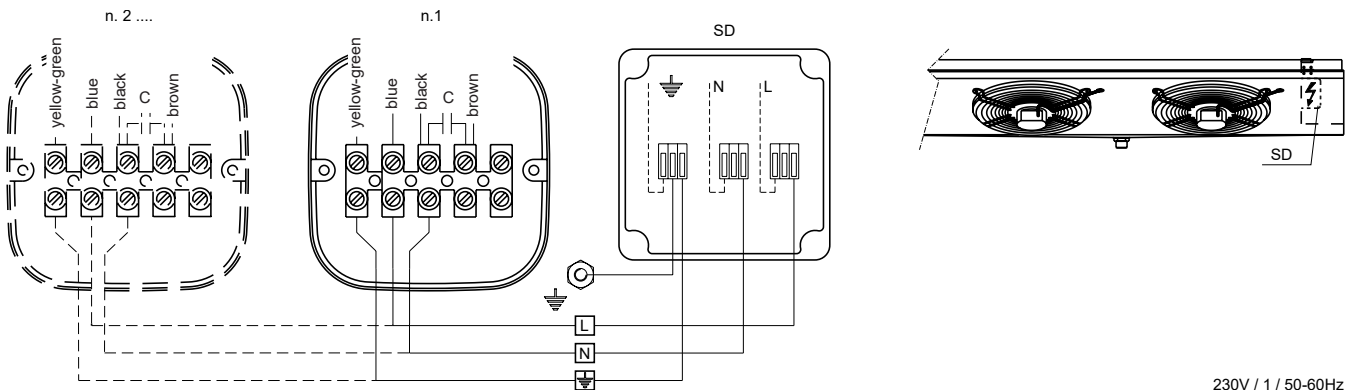 n. 2 ....
n.1
SD
yellow-green
blue
black
C
brown
yellow-green
blue
black
C
brown
N
L
SD
L
N
230V / 1 / 50-60Hz